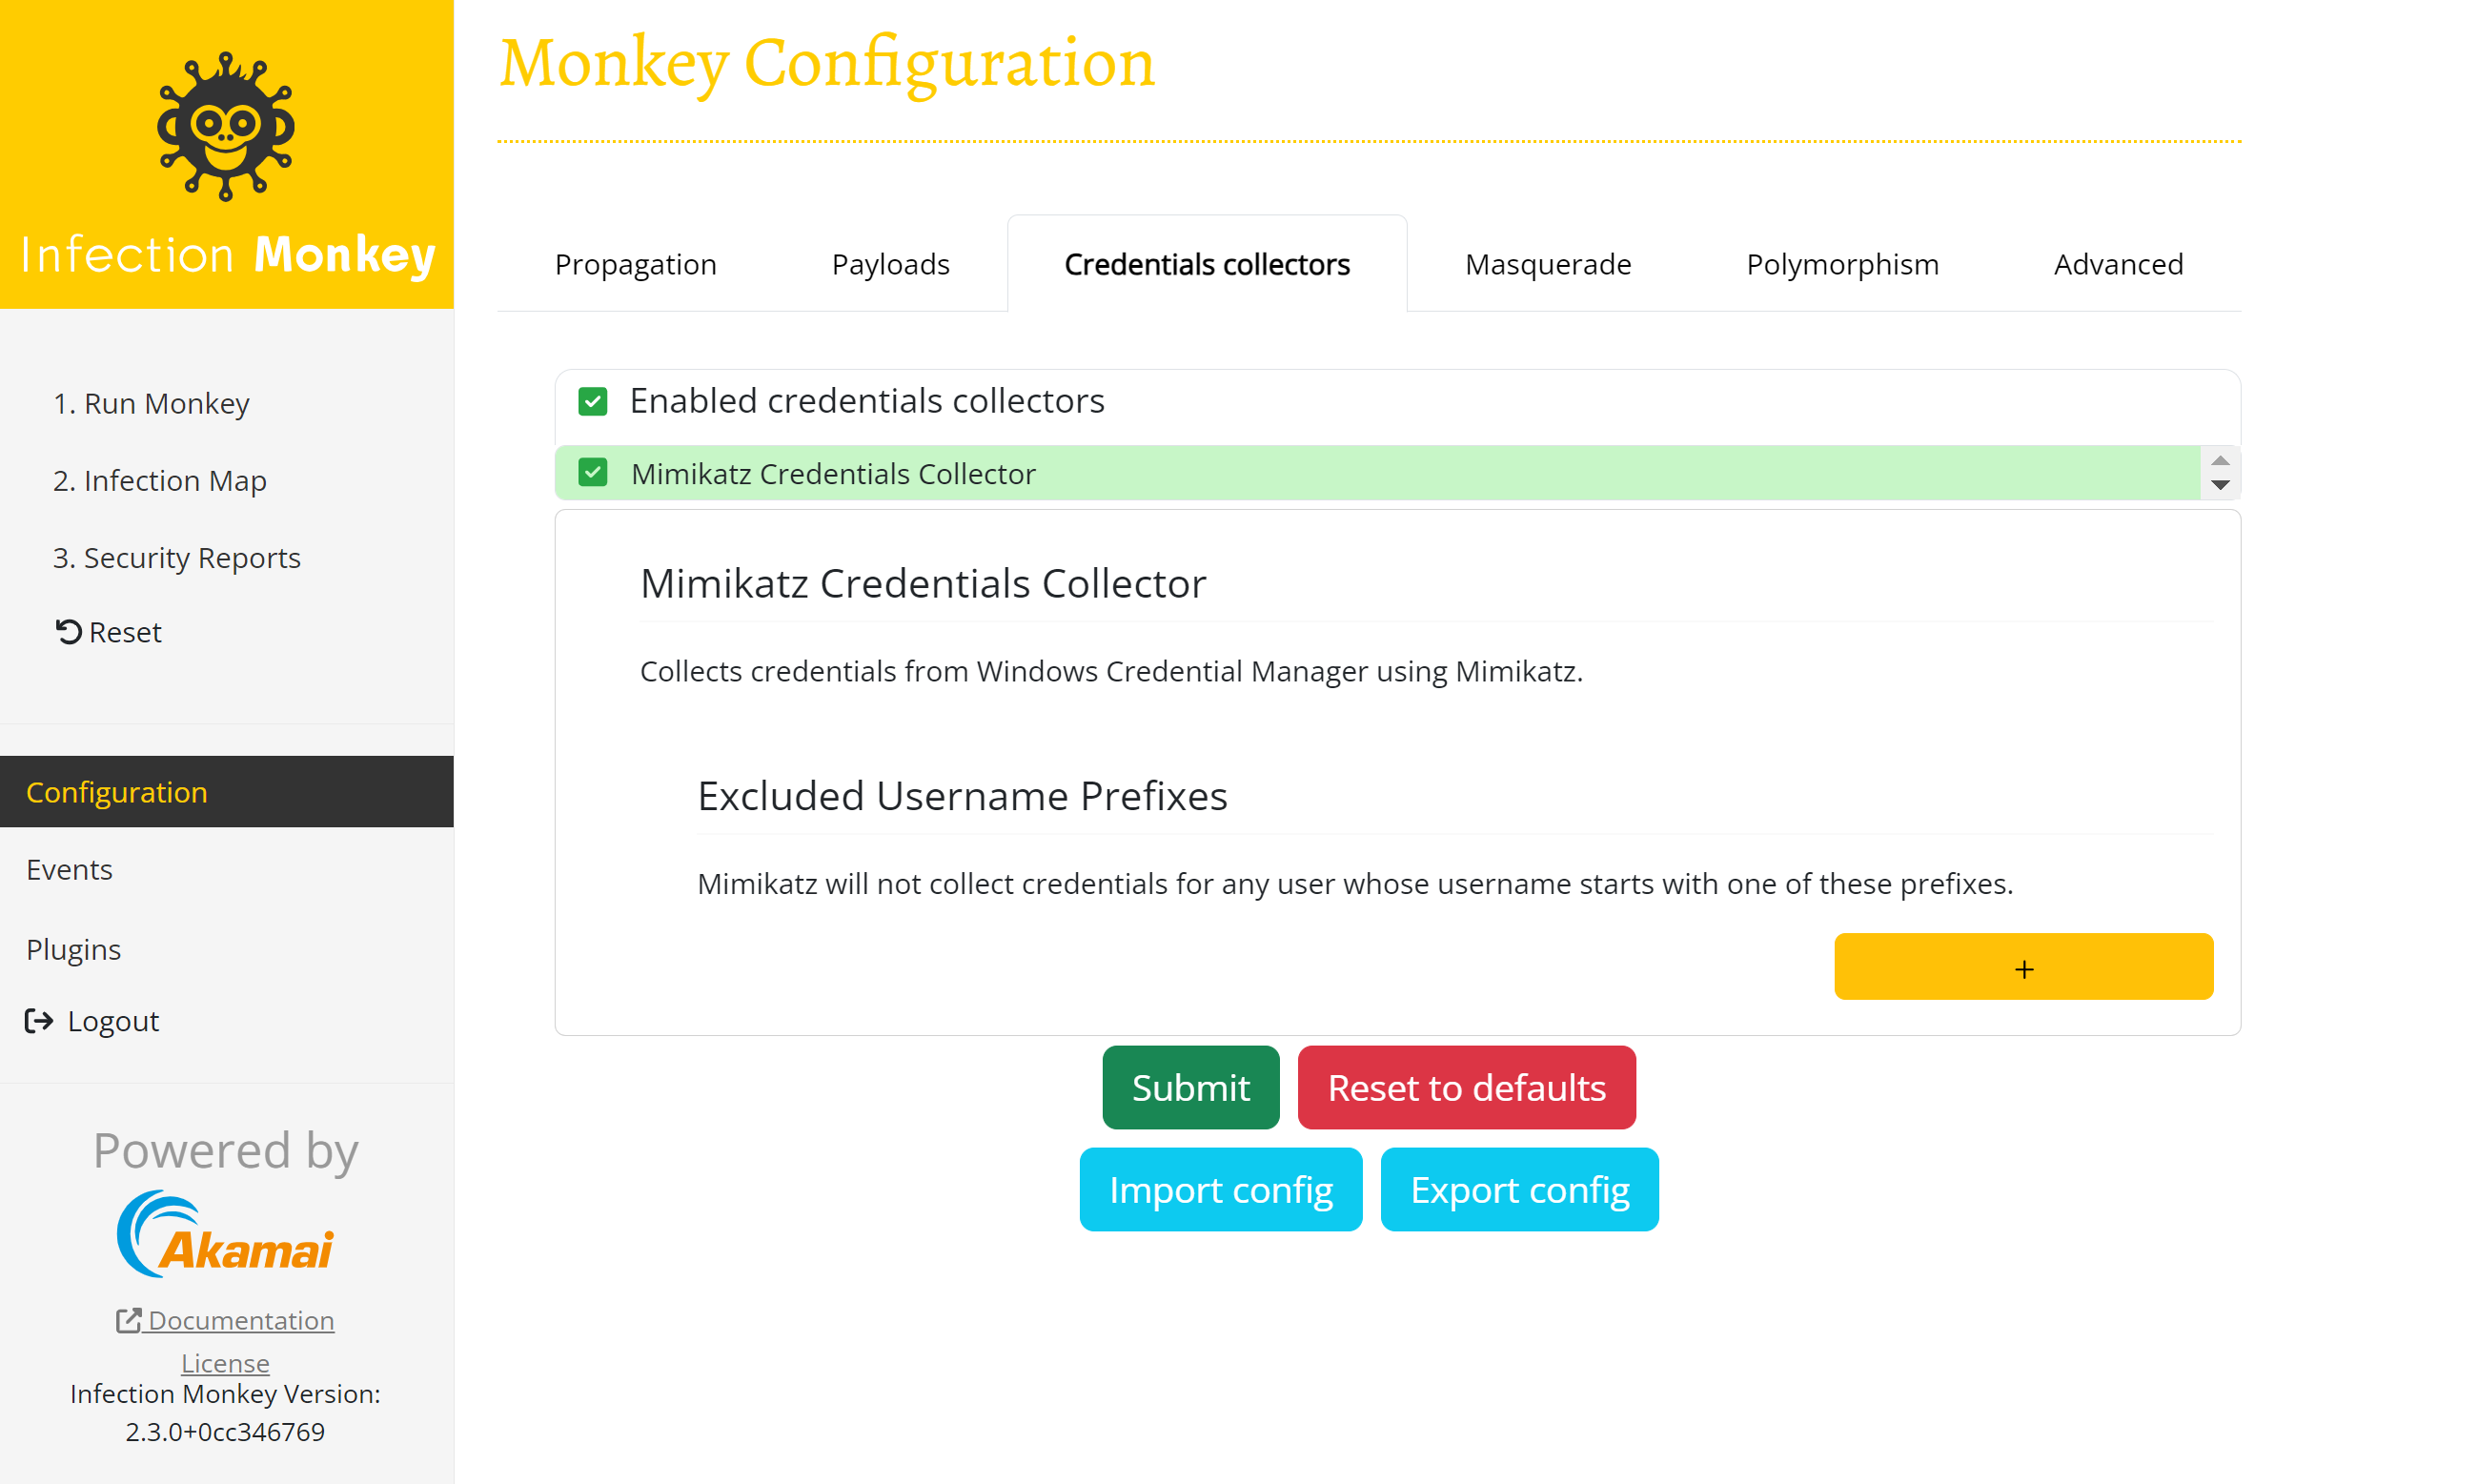 Infection Monkey
1. Run Monkey
2. Infection Map
3. Security Reports
Reset
Configuration
Events
Plugins
Logout
Powered by
Akamai
Documentation
License
Infection Monkey Version:
2.3.0+0cc346769
Monkey Configuration
Propagation Payloads Credentials collectors Masquerade Polymorphism Advanced
Enabled credentials collectors
Mimikatz Credentials Collector
Mimikatz Credentials Collector
Collects credentials from Windows Credential Manager using Mimikatz.
Excluded Username Prefixes
Mimikatz will not collect credentials for any user whose username starts with one of these prefixes.
+
Submit Reset to defaults
Import config Export config